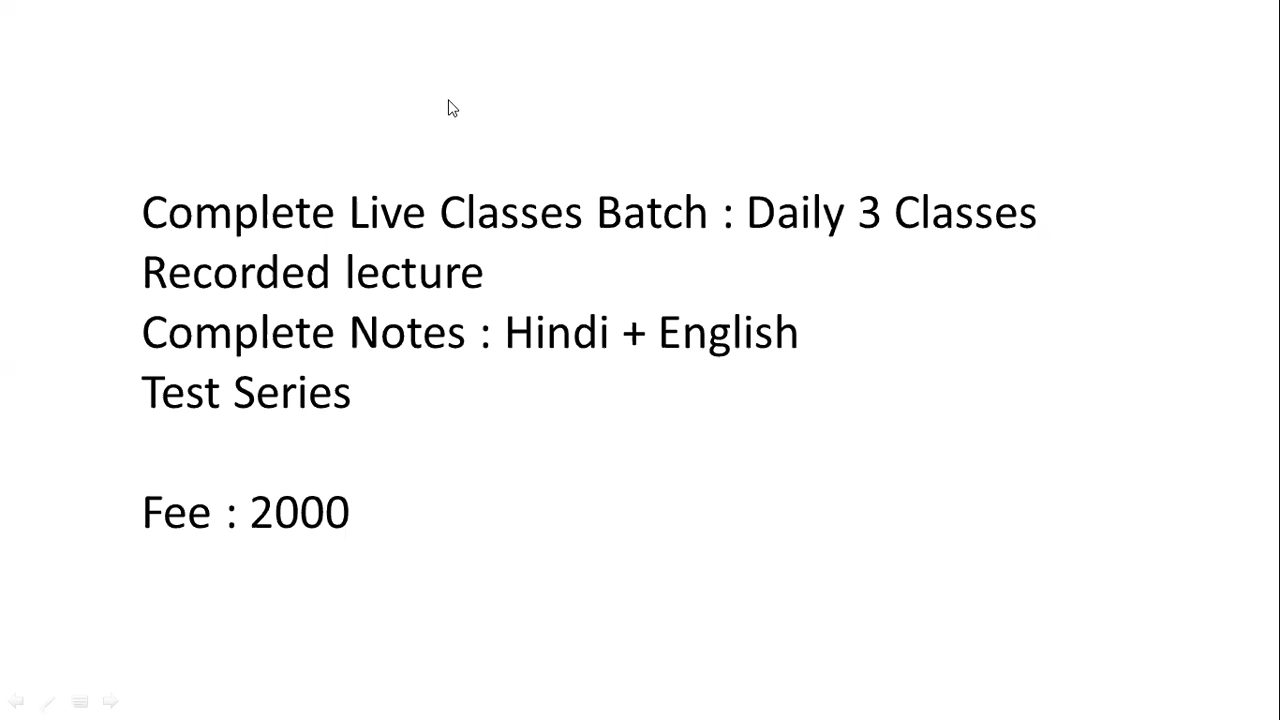 Complete Live Classes Batch : Daily 3 Classes
Recorded lecture
Complete Notes : Hindi + English
Test Series
Fee : 2000